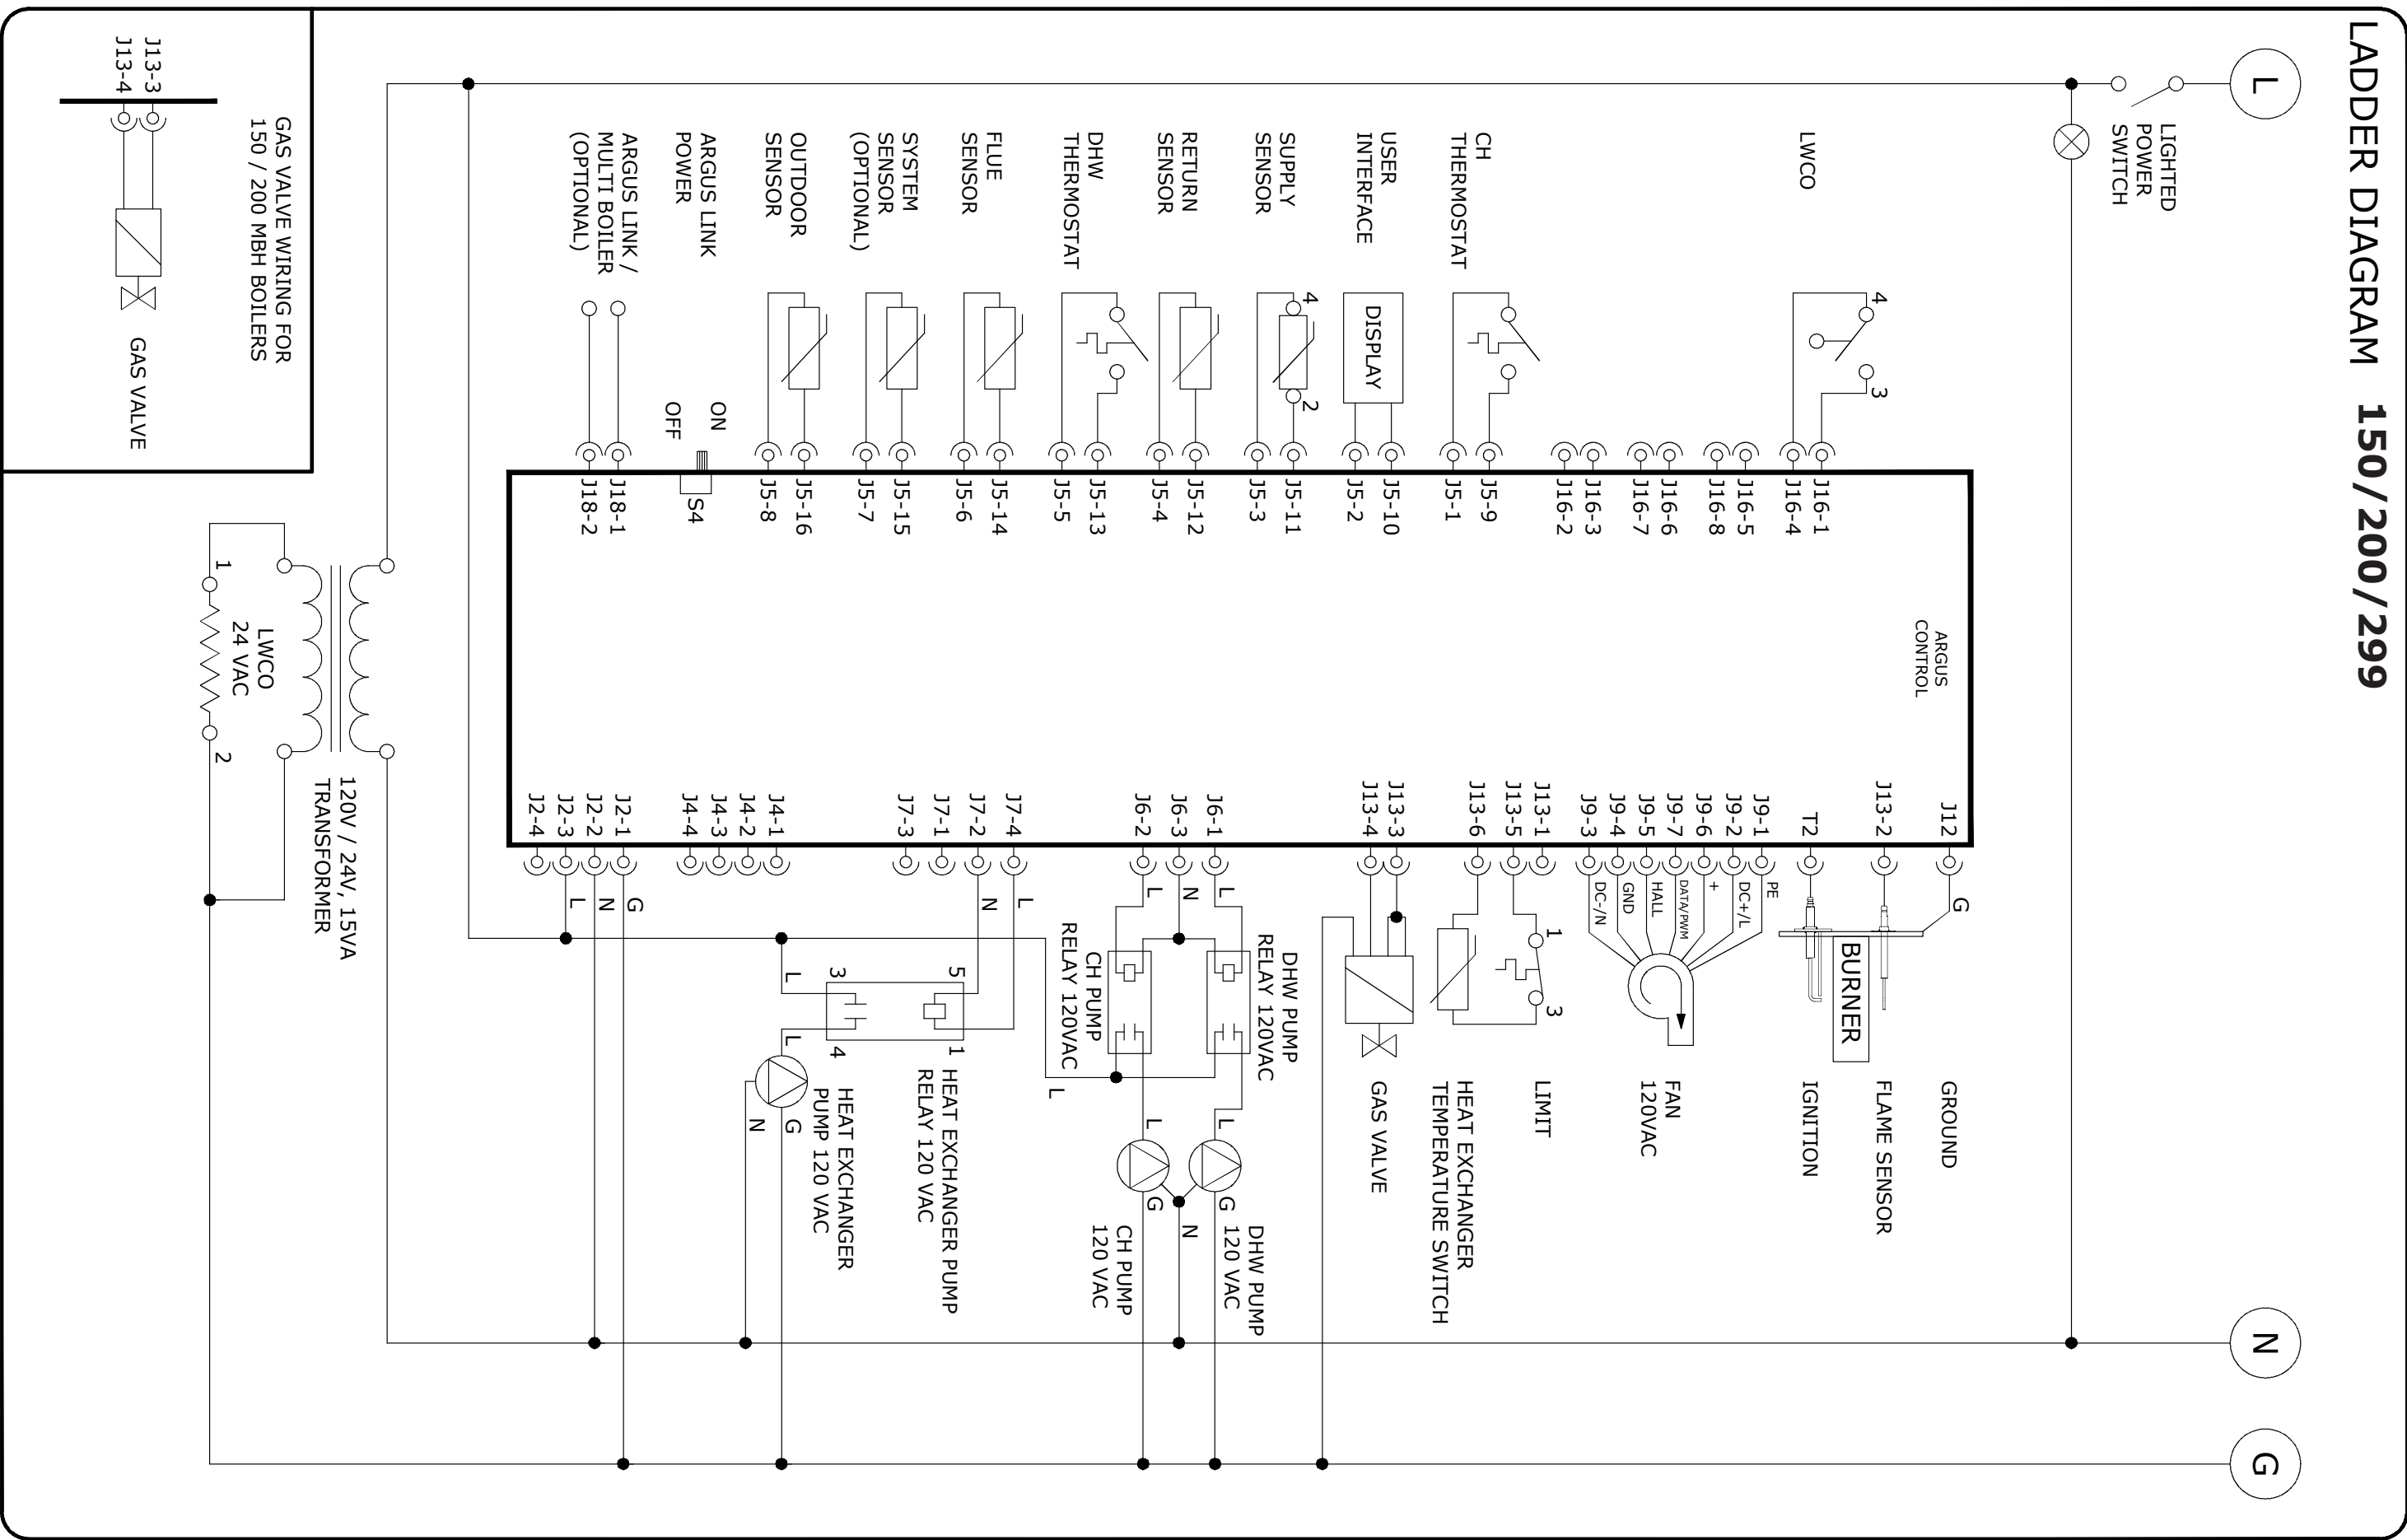 LADDER DIAGRAM 150/200/299
L
N
G
LIGHTED
POWER
SWITCH
LWCO
4
3
CH
THERMOSTAT
USER
INTERFACE
DISPLAY
SUPPLY
SENSOR
4
2
RETURN
SENSOR
DHW
THERMOSTAT
FLUE
SENSOR
SYSTEM
SENSOR
(OPTIONAL)
OUTDOOR
SENSOR
ARGUS LINK
POWER
ON
OFF
ARGUS LINK /
MULTI BOILER
(OPTIONAL)
J16-1
J16-4
J16-5
J16-8
J16-6
J16-7
J16-3
J16-2
J5-9
J5-1
J5-10
J5-2
J5-11
J5-3
J5-12
J5-4
J5-13
J5-5
J5-14
J5-6
J5-15
J5-7
J5-16
J5-8
S4
J18-1
J18-2
ARGUS
CONTROL
J12
J13-2
T2
J9-1
J9-2
J9-6
J9-7
J9-5
J9-4
J9-3
J13-1
J13-5
J13-6
J13-3
J13-4
J6-1
J6-3
J6-2
J7-4
J7-2
J7-1
J7-3
J4-1
J4-2
J4-3
J4-4
J2-1
J2-2
J2-3
J2-4
G
BURNER
GROUND
FLAME SENSOR
IGNITION
PE
DC+/L
+
DATA/PWM
HALL
GND
DC-/N
FAN
120VAC
1
3
LIMIT
HEAT EXCHANGER
TEMPERATURE SWITCH
GAS VALVE
L
N
L
DHW PUMP
RELAY 120VAC
CH PUMP
RELAY 120VAC
L
L
L
G
G
N
DHW PUMP
120 VAC
CH PUMP
120 VAC
L
N
5
3
1
4
L
L
G
N
HEAT EXCHANGER PUMP
RELAY 120 VAC
HEAT EXCHANGER
PUMP 120 VAC
G
N
L
120V / 24V, 15VA
TRANSFORMER
LWCO
24 VAC
1
2
GAS VALVE WIRING FOR
150 / 200 MBH BOILERS
J13-3
J13-4
GAS VALVE